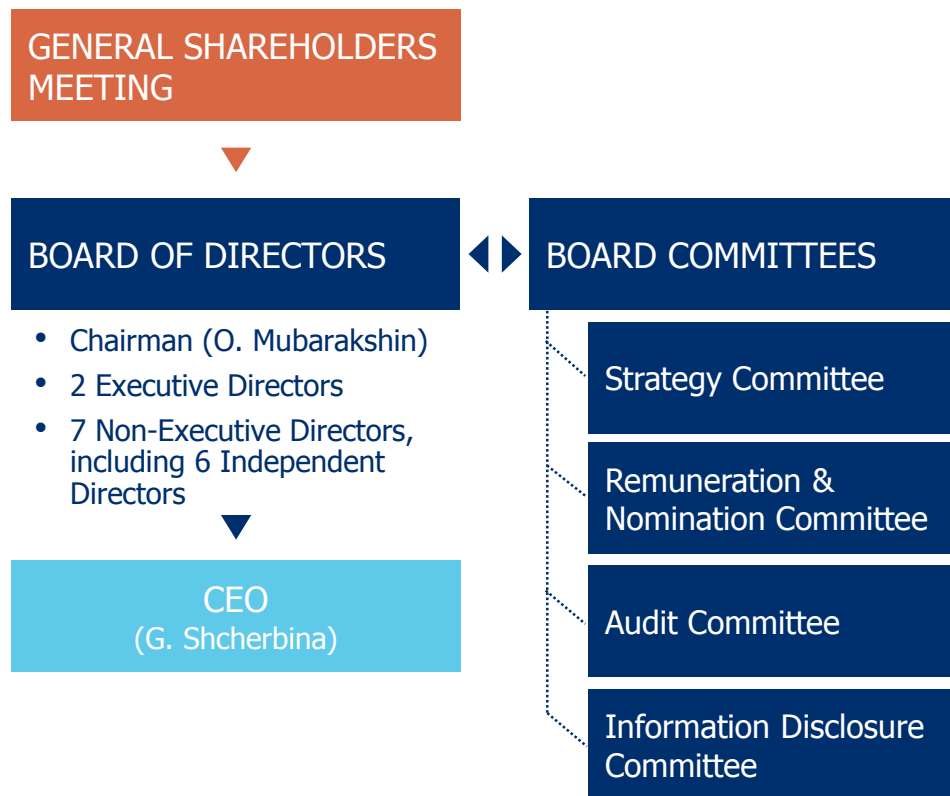 GENERAL SHAREHOLDERS
MEETING
BOARD OF DIRECTORS
• Chairman (O. Mubarakshin)
• 2 Executive Directors
• 7 Non-Executive Directors,
including 6 Independent
Directors
CEO
(G. Shcherbina)
BOARD COMMITTEES
Strategy Committee
Remuneration &
Nomination Committee
Audit Committee
Information Disclosure
Committee